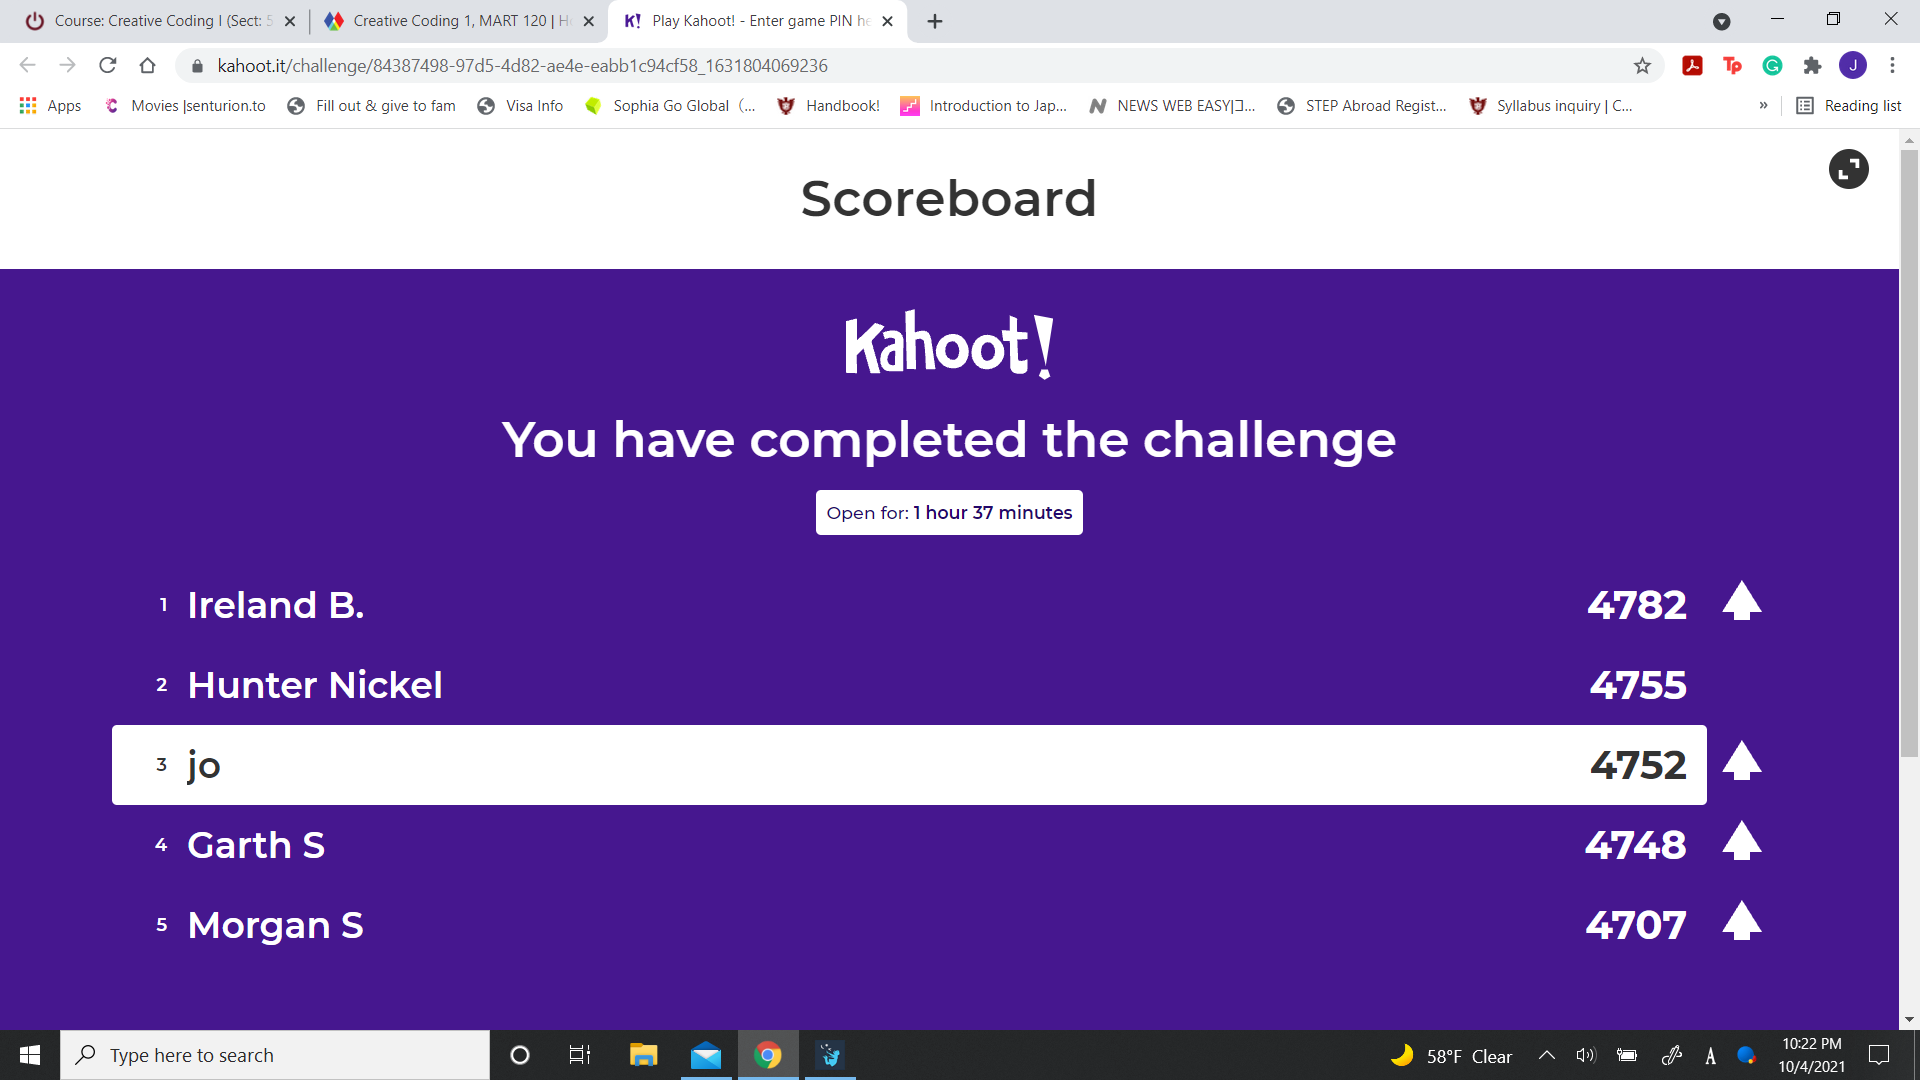 Course: Creative Coding I (Sect: 5
Creative Coding 1, MART 120 | He
K! Play Kahoot! - Enter game PIN he
kahoot.it/challenge/84387498-97d5-4d82-ae4e-eabb1c94cf58_1631804069236
J
Apps
Movies |senturion.to
Fill out & give to fam
Visa Info
Sophia Go Global（...
Handbook!
Introduction to Jap...
NEWS WEB EASY|ニ...
STEP Abroad Regist...
Syllabus inquiry | C...
» Reading list
Scoreboard
Kahoot!
You have completed the challenge
Open for: 1 hour 37 minutes
1 Ireland B. 4782
2 Hunter Nickel 4755
3 jo 4752
4 Garth S 4748
5 Morgan S 4707
Type here to search
58°F Clear
A
10:22 PM
10/4/2021